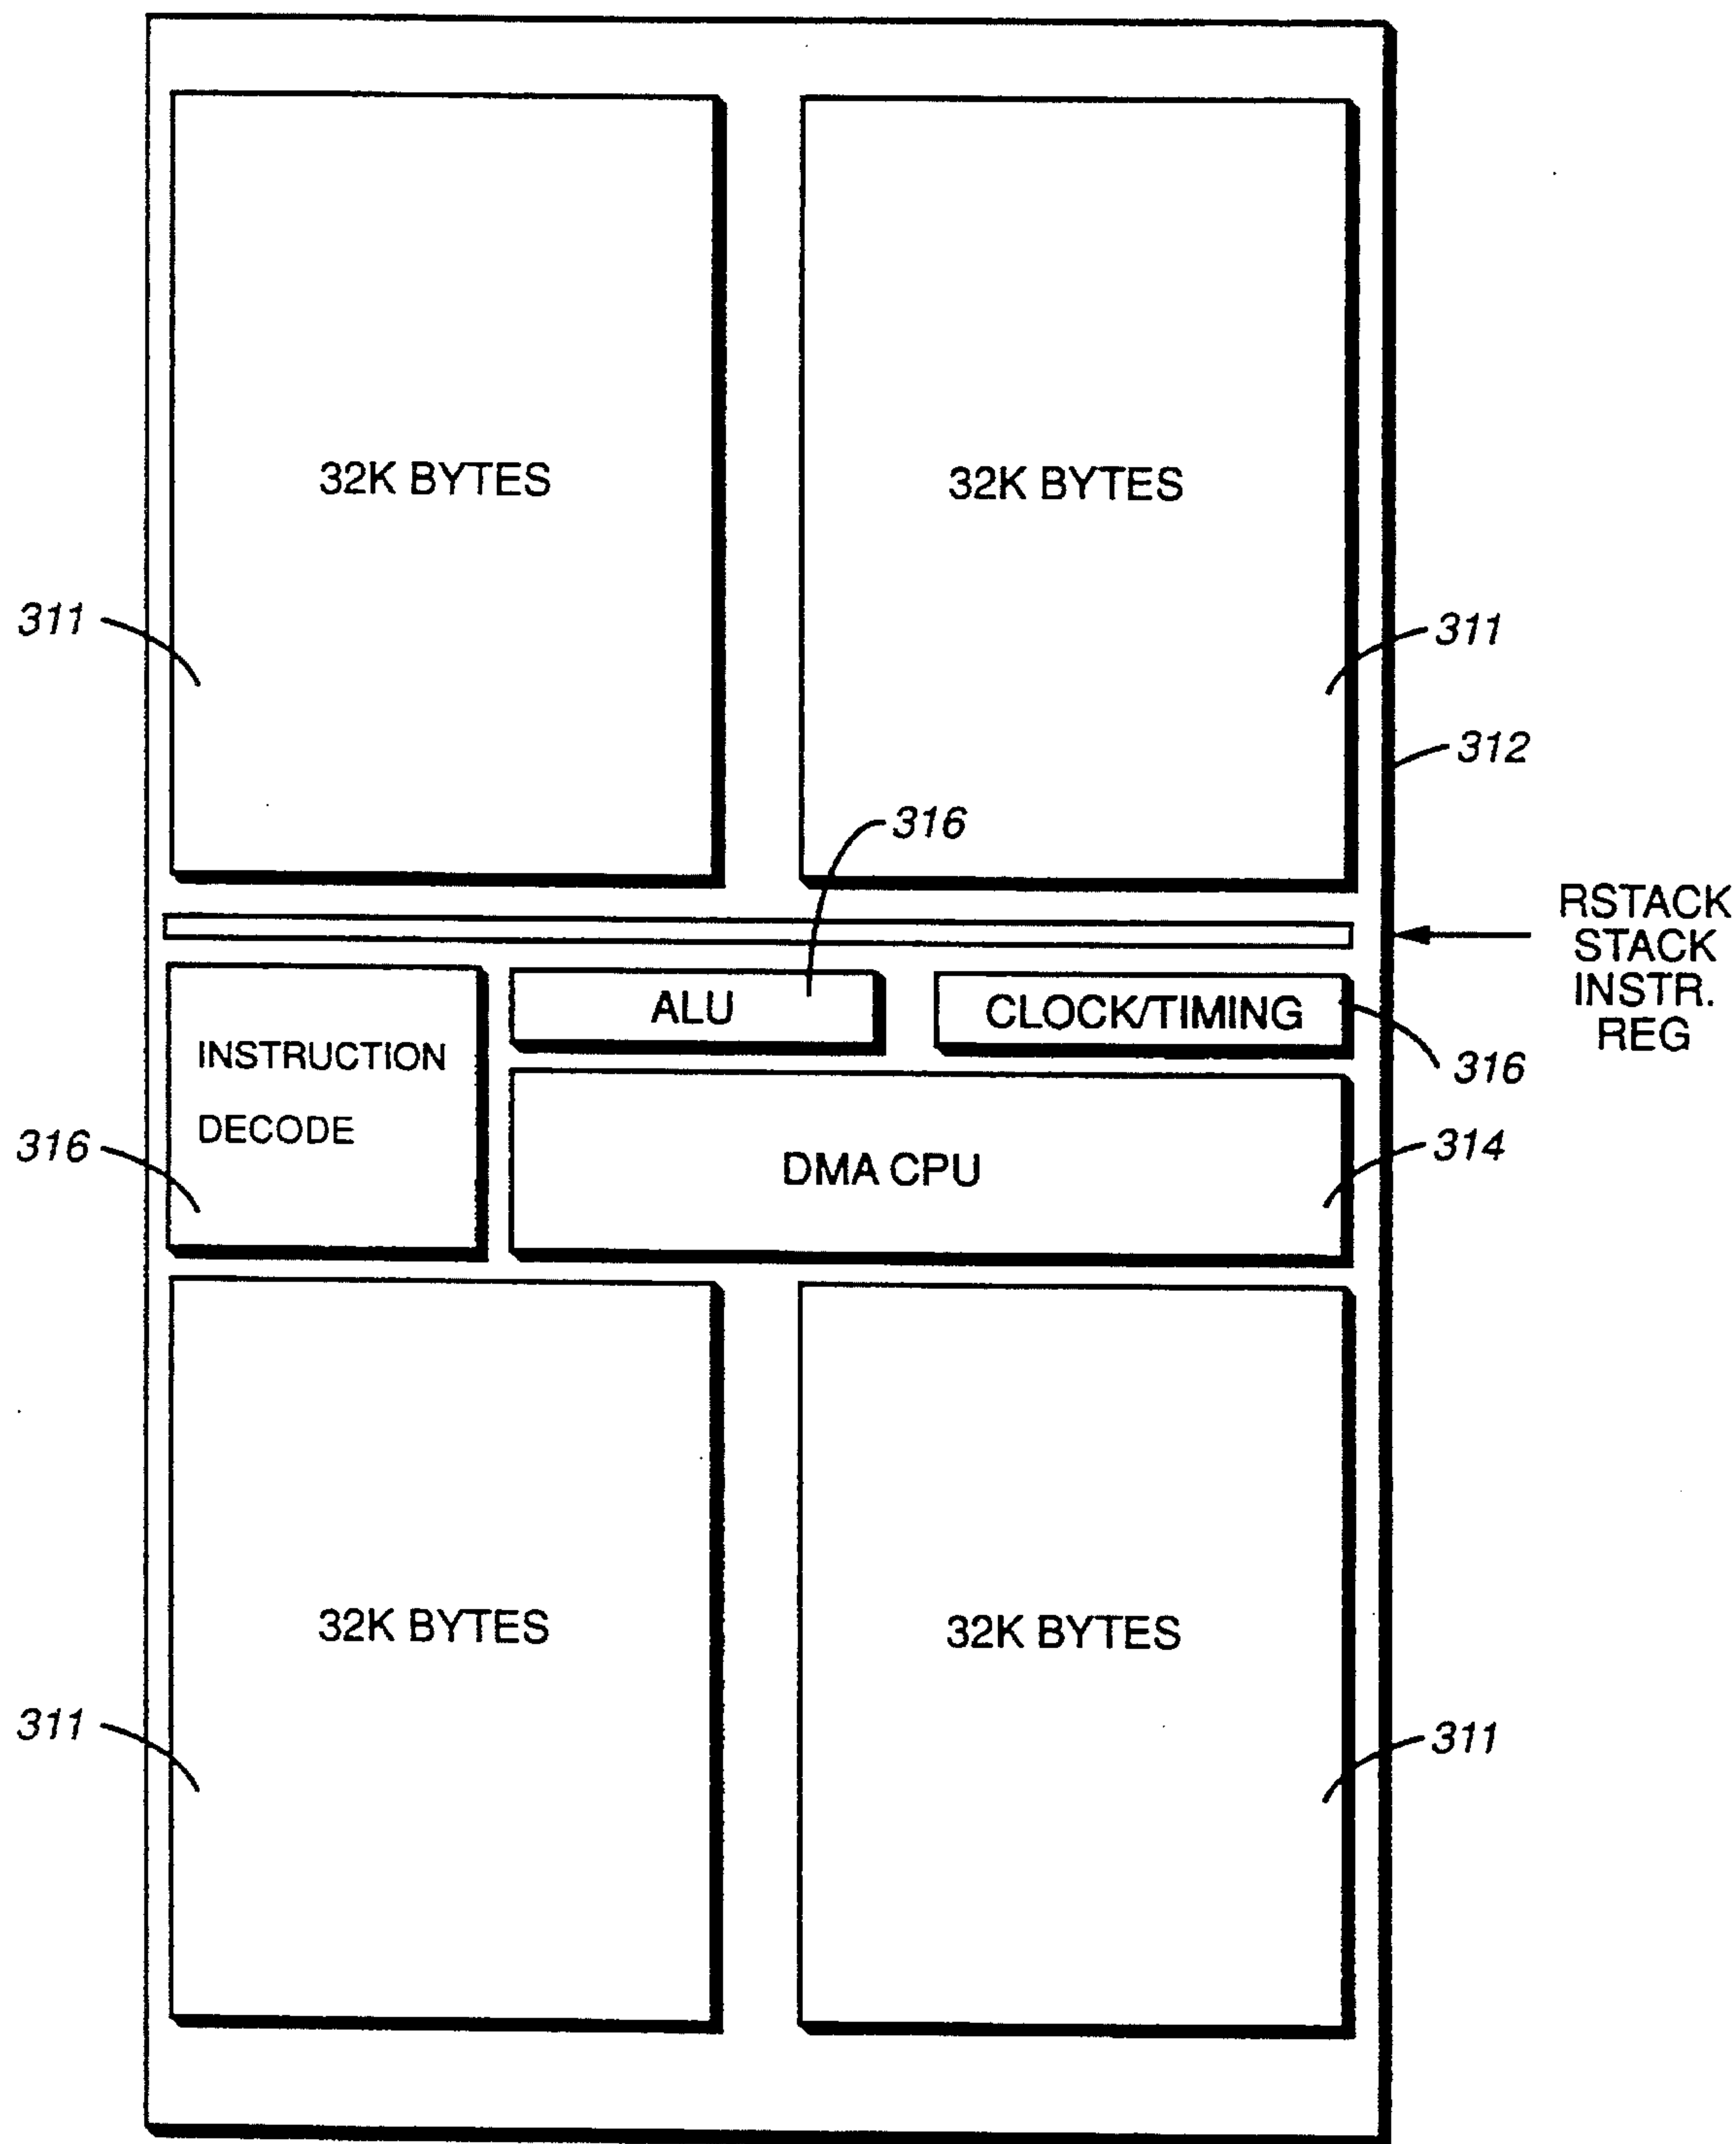 32K BYTES
32K BYTES
311
311
312
316
RSTACK
STACK
INSTR.
REG
ALU
CLOCK/TIMING
INSTRUCTION
DECODE
316
316
DMA CPU
314
32K BYTES
32K BYTES
311
311